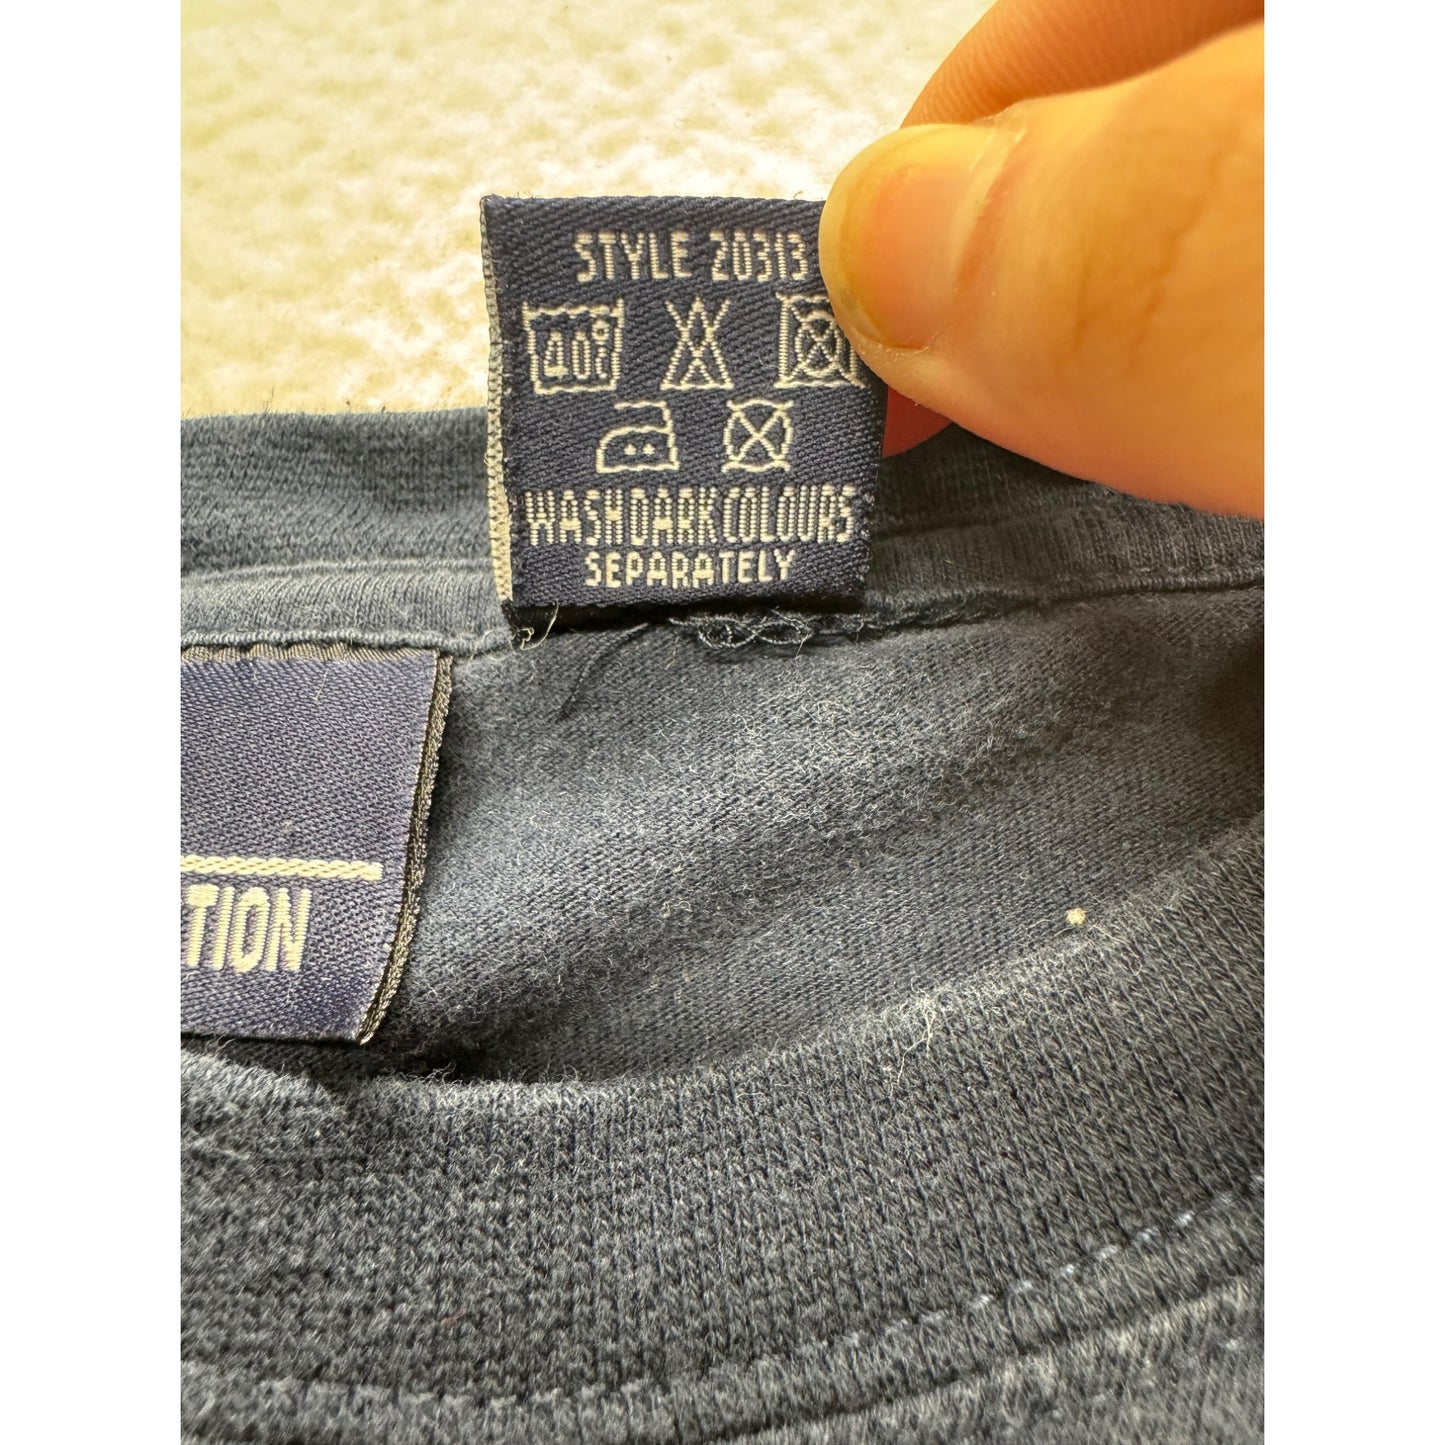 STYLE 20313
40°
WASH DARK COLOURS
SEPARATELY
TION